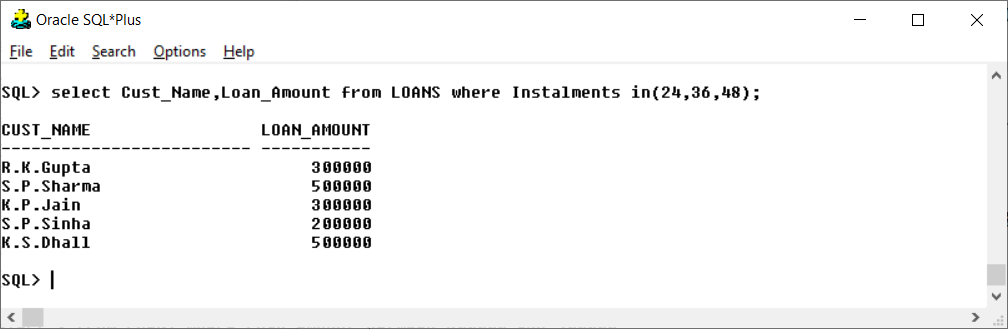 Oracle SQL*Plus
File Edit Search Options Help
SQL> select Cust_Name,Loan_Amount from LOANS where Instalments in(24,36,48);
CUST_NAME                 LOAN_AMOUNT
------------------------- -----------
R.K.Gupta                      300000
S.P.Sharma                     500000
K.P.Jain                       300000
S.P.Sinha                      200000
K.S.Dhall                      500000
SQL>